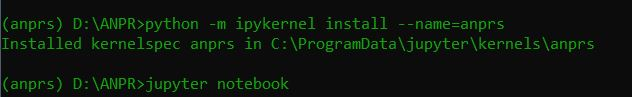 (anprs) D:\ANPR>python -m ipykernel install --name=anprs
Installed kernelspec anprs in C:\ProgramData\jupyter\kernels\anprs
(anprs) D:\ANPR>jupyter notebook